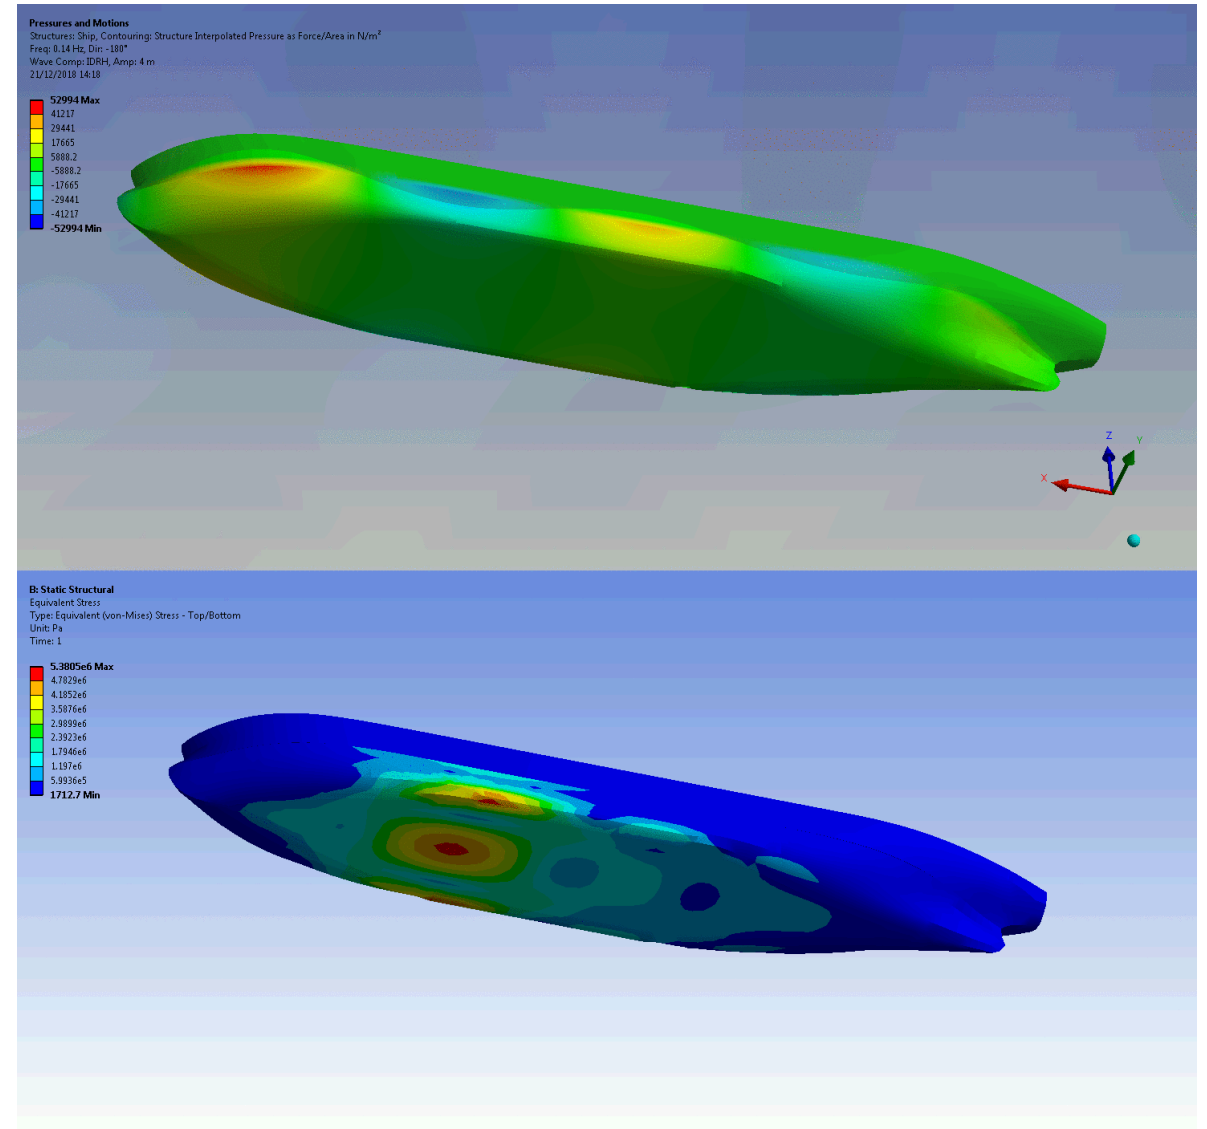 Pressures and Motions
Structures: Ship, Contouring: Structure Interpolated Pressure as Force/Area in N/m²
Freq: 0.14 Hz, Dir: -180°
Wave Comp: IDRH, Amp: 4 m
21/12/2018 14:18
52994 Max
41217
29441
17665
5888.2
-5888.2
-17665
-29441
-41217
-52994 Min
Z
Y
X
B: Static Structural
Equivalent Stress
Type: Equivalent (von-Mises) Stress - Top/Bottom
Unit: Pa
Time: 1
5.3805e6 Max
4.7829e6
4.1852e6
3.5876e6
2.9899e6
2.3923e6
1.7946e6
1.197e6
5.9936e5
1712.7 Min